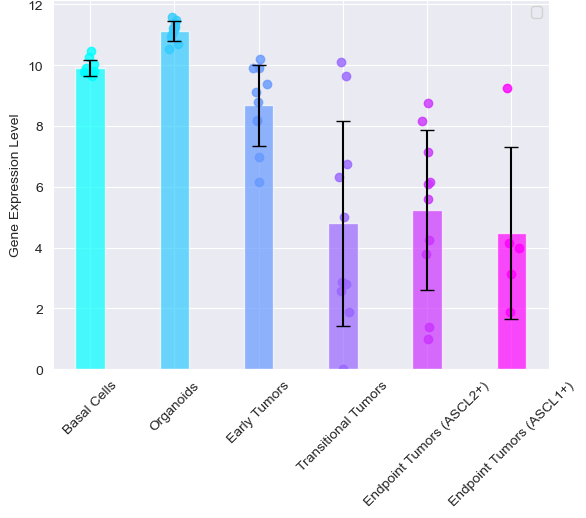 Gene Expression Level
10
8
6
4
2
0
Basal Cells
Organoids
Early Tumors
Transitional Tumors
Endpoint Tumors (ASCL2+)
Endpoint Tumors (ASCL1+)